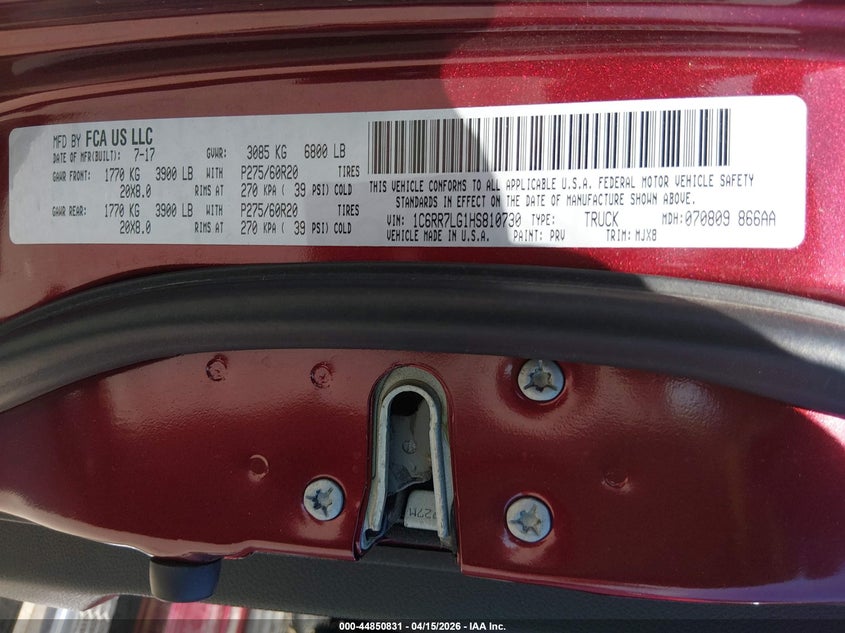 MFD BY FCA US LLC
DATE OF MFR(BUILT): 7-17 GVWR: 3085 KG 6800 LB
GAWR FRONT: 1770 KG 3900 LB WITH P275/60R20 TIRES
20X8.0 RIMS AT 270 KPA ( 39 PSI) COLD
GAWR REAR: 1770 KG 3900 LB WITH P275/60R20 TIRES
20X8.0 RIMS AT 270 KPA ( 39 PSI) COLD
THIS VEHICLE CONFORMS TO ALL APPLICABLE U.S.A. FEDERAL MOTOR VEHICLE SAFETY
STANDARDS IN EFFECT ON THE DATE OF MANUFACTURE SHOWN ABOVE.
VIN: 1C6RR7LG1HS810730 TYPE: TRUCK MDH: 070809 866AA
VEHICLE MADE IN U.S.A. PAINT: PRV TRIM: MJX8
000-44850831 - 04/15/2026 - IAA Inc.